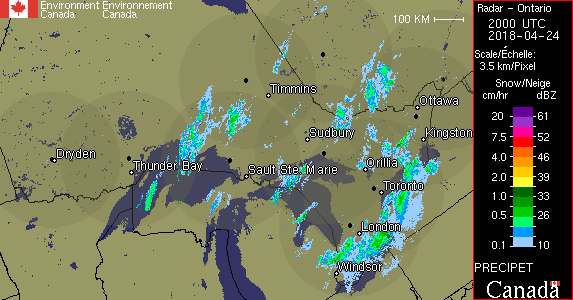 Environment Environnement
Canada Canada
100 KM
Timmins
Ottawa
Sudbury
Kingston
Dryden
Thunder Bay
Sault Ste. Marie
Orillia
Toronto
London
Windsor
Radar - Ontario
2000 UTC
2018-04-24
Scale/Échelle:
3.5 km/Pixel
Snow/Neige
cm/hr dBZ
20 61
7.5 52
4.0 46
2.0 39
1.0 33
0.5 26
0.1 10
PRECIPET
Canada